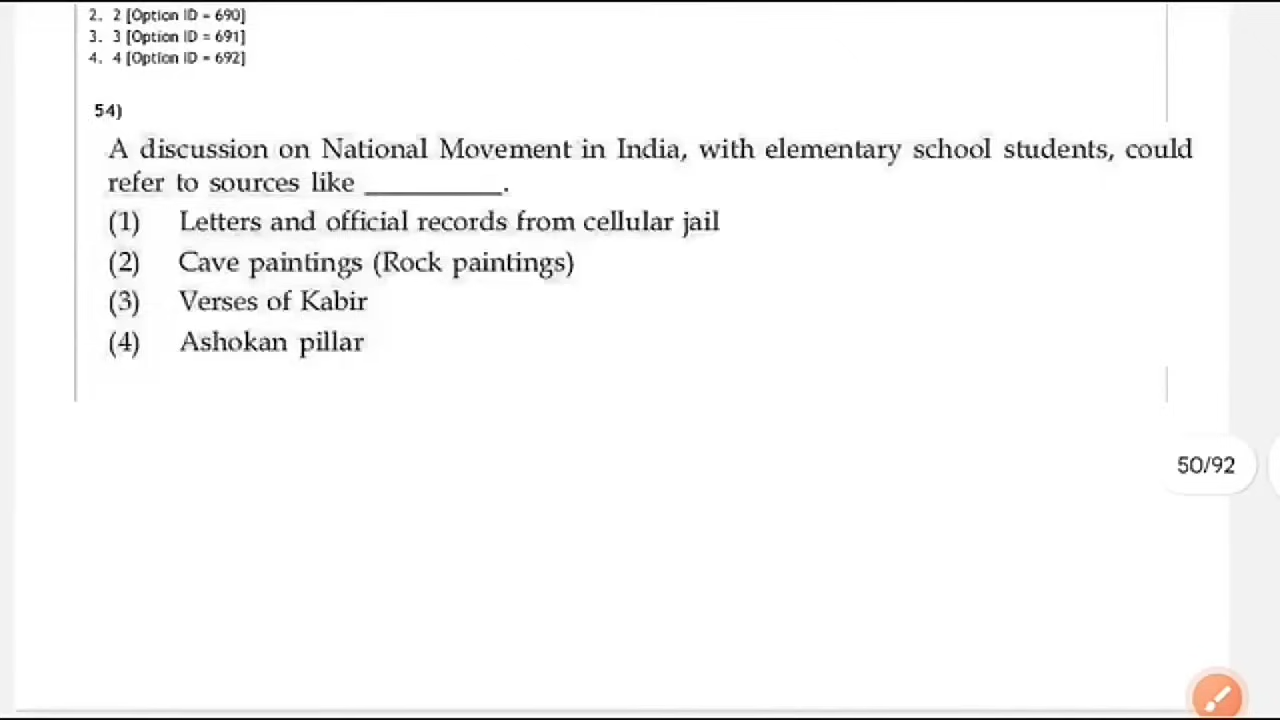 2. 2 [Option ID = 690]
3. 3 [Option ID = 691]
4. 4 [Option ID = 692]
54)
A discussion on National Movement in India, with elementary school students, could
refer to sources like __________.
(1) Letters and official records from cellular jail
(2) Cave paintings (Rock paintings)
(3) Verses of Kabir
(4) Ashokan pillar
50/92